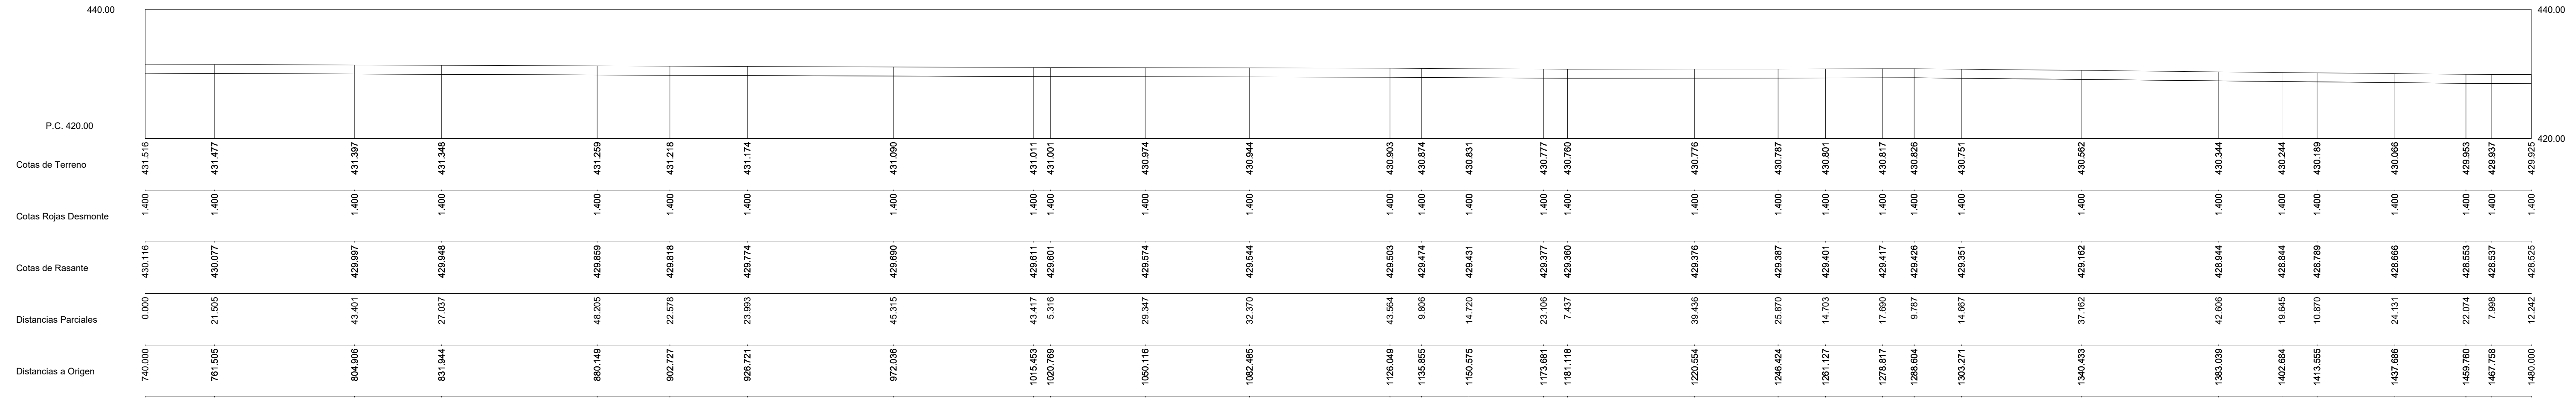 440.00 440.00
P.C. 420.00 420.00
Cotas de Terreno 431.516 431.477 431.397 431.348 431.259 431.218 431.174 431.090 431.011 431.001 430.974 430.944 430.903 430.874 430.831 430.777 430.760 430.776 430.787 430.801 430.817 430.826 430.751 430.562 430.344 430.244 430.189 430.066 429.953 429.937 429.925
Cotas Rojas Desmonte 1.400 1.400 1.400 1.400 1.400 1.400 1.400 1.400 1.400 1.400 1.400 1.400 1.400 1.400 1.400 1.400 1.400 1.400 1.400 1.400 1.400 1.400 1.400 1.400 1.400 1.400 1.400 1.400 1.400 1.400 1.400
Cotas de Rasante 430.116 430.077 429.997 429.948 429.859 429.818 429.774 429.690 429.611 429.601 429.574 429.544 429.503 429.474 429.431 429.377 429.360 429.376 429.387 429.401 429.417 429.426 429.351 429.162 428.944 428.844 428.789 428.666 428.553 428.537 428.525
Distancias Parciales 0.000 21.505 43.401 27.037 48.205 22.578 23.993 45.315 43.417 5.316 29.347 32.370 43.564 9.806 14.720 23.106 7.437 39.436 25.870 14.703 17.690 9.787 14.667 37.162 42.606 19.645 10.870 24.131 22.074 7.998 12.242
Distancias a Origen 740.000 761.505 804.906 831.944 880.149 902.727 926.721 972.036 1015.453 1020.769 1050.116 1082.485 1126.049 1135.855 1150.575 1173.681 1181.118 1220.554 1246.424 1261.127 1278.817 1288.604 1303.271 1340.433 1383.039 1402.684 1413.555 1437.686 1459.760 1467.758 1480.000